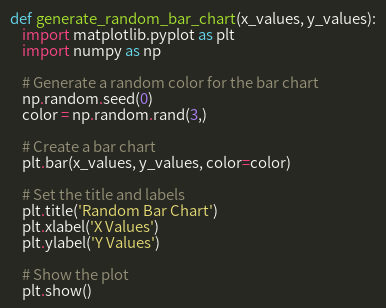 def generate_random_bar_chart(x_values, y_values):
    import matplotlib.pyplot as plt
    import numpy as np

    # Generate a random color for the bar chart
    np.random.seed(0)
    color = np.random.rand(3,)

    # Create a bar chart
    plt.bar(x_values, y_values, color=color)

    # Set the title and labels
    plt.title('Random Bar Chart')
    plt.xlabel('X Values')
    plt.ylabel('Y Values')

    # Show the plot
    plt.show()